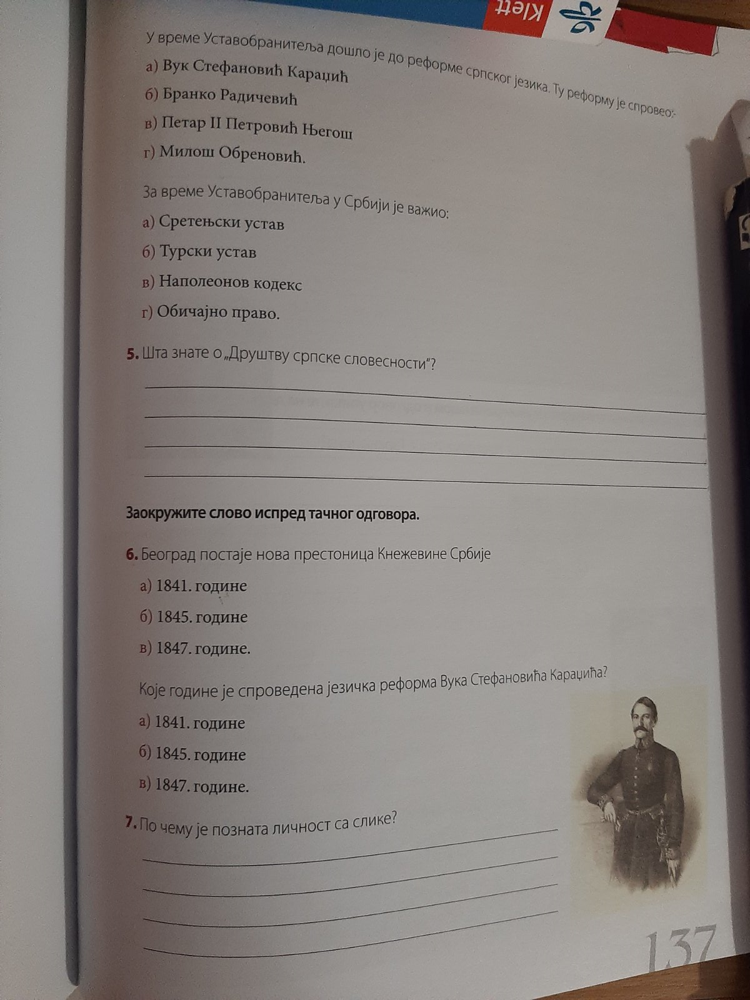 Klett
У време Уставобранитеља дошло је до реформе српског језика. Ту реформу је спровео:
а) Вук Стефановић Караџић
б) Бранко Радичевић
в) Петар II Петровић Његош
г) Милош Обреновић.
За време Уставобранитеља у Србији је важио:
а) Сретењски устав
б) Турски устав
в) Наполеонов кодекс
г) Обичајно право.
5. Шта знате о „Друштву српске словесности“?
Заокружите слово испред тачног одговора.
6. Београд постаје нова престоница Кнежевине Србије
а) 1841. године
б) 1845. године
в) 1847. године.
Које године је спроведена језичка реформа Вука Стефановића Караџића?
а) 1841. године
б) 1845. године
в) 1847. године.
7. По чему је позната личност са слике?
137